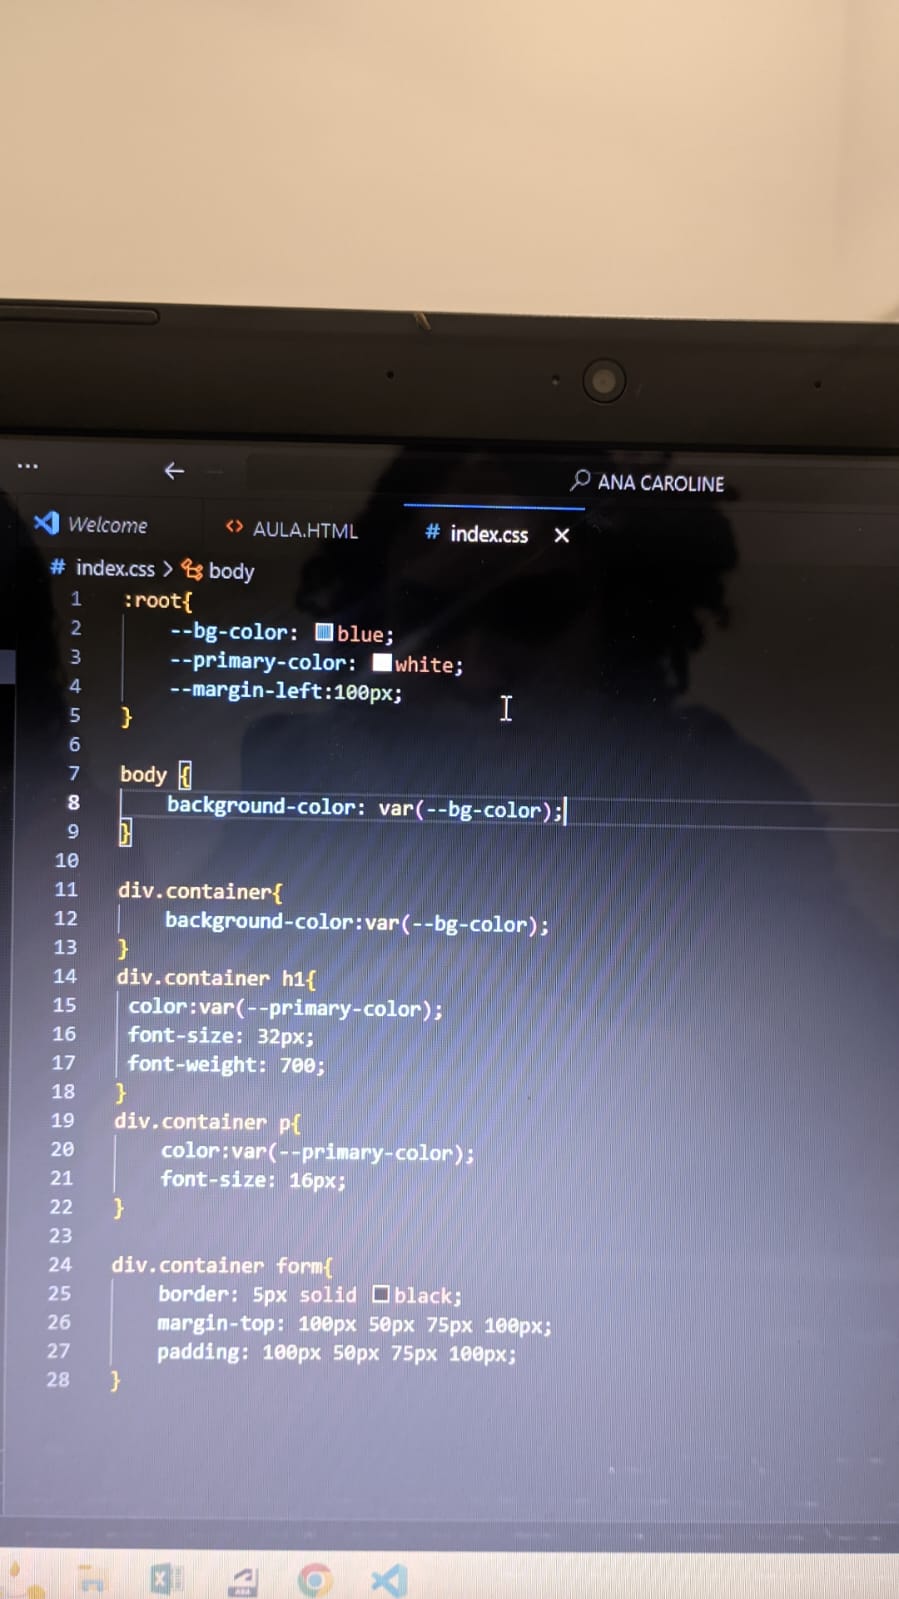 ANA CAROLINE
Welcome
AULA.HTML
# index.css
# index.css > body
1 :root{
2 --bg-color: blue;
3 --primary-color: white;
4 --margin-left:100px;
5 }
6
7 body {
8 background-color: var(--bg-color);
9 }
10
11 div.container{
12 background-color:var(--bg-color);
13 }
14 div.container h1{
15 color:var(--primary-color);
16 font-size: 32px;
17 font-weight: 700;
18 }
19 div.container p{
20 color:var(--primary-color);
21 font-size: 16px;
22 }
23
24 div.container form{
25 border: 5px solid black;
26 margin-top: 100px 50px 75px 100px;
27 padding: 100px 50px 75px 100px;
28 }